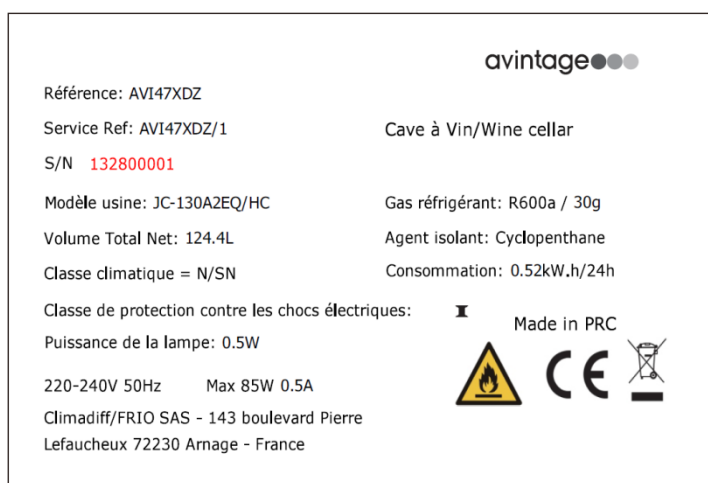 avintage
Référence: AVI47XDZ
Service Ref: AVI47XDZ/1
Cave à Vin/Wine cellar
S/N 132800001
Modèle usine: JC-130A2EQ/HC
Gas réfrigérant: R600a / 30g
Volume Total Net: 124.4L
Agent isolant: Cyclopenthane
Classe climatique = N/SN
Consommation: 0.52kW.h/24h
Classe de protection contre les chocs électriques: I
Made in PRC
Puissance de la lampe: 0.5W
CE
220-240V 50Hz Max 85W 0.5A
Climadiff/FRIO SAS - 143 boulevard Pierre
Lefaucheux 72230 Arnage - France